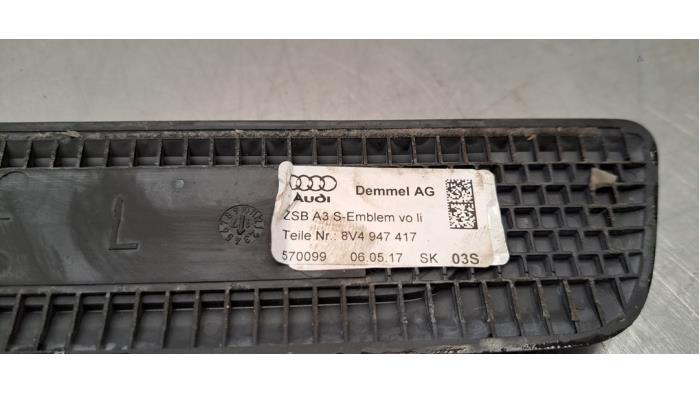 Audi
Demmel AG
ZSB A3 S-Emblem vo li
Teile Nr.: 8V4 947 417
570099 06.05.17 SK 03S
L